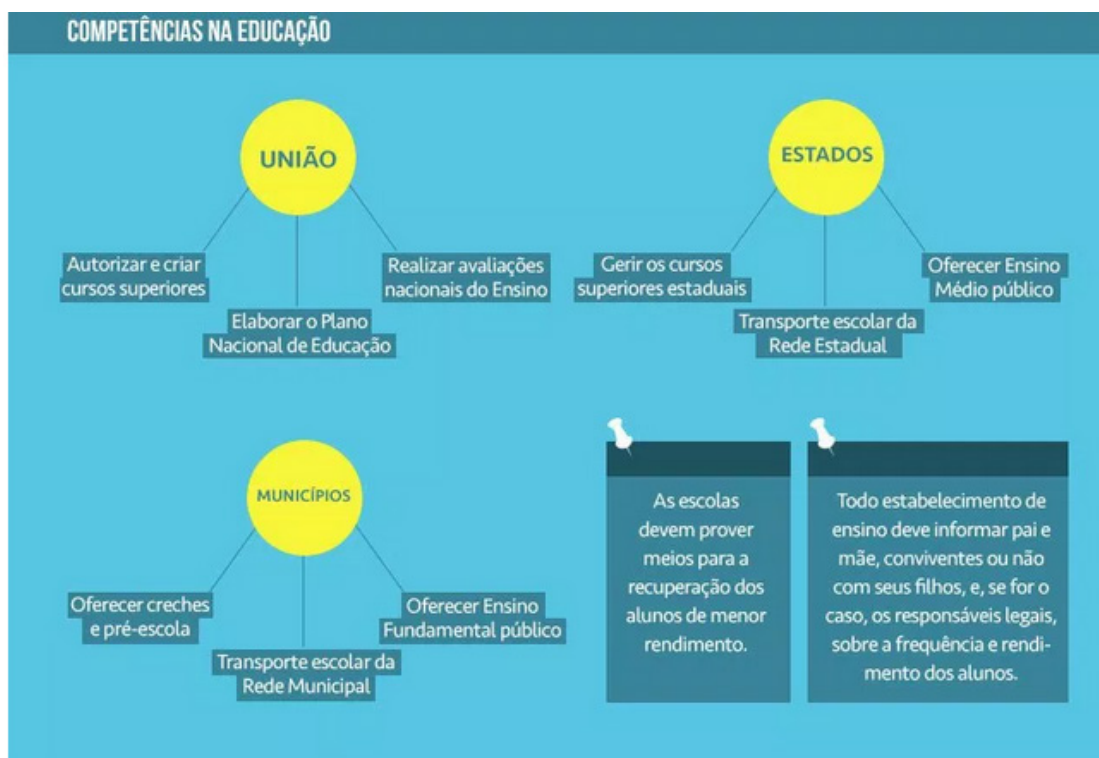 COMPETÊNCIAS NA EDUCAÇÃO
UNIÃO
Autorizar e criar
cursos superiores
Elaborar o Plano
Nacional de Educação
Realizar avaliações
nacionais do Ensino
ESTADOS
Gerir os cursos
superiores estaduais
Transporte escolar da
Rede Estadual
Oferecer Ensino
Médio público
MUNICÍPIOS
Oferecer creches
e pré-escola
Transporte escolar da
Rede Municipal
Oferecer Ensino
Fundamental público
As escolas
devem prover
meios para a
recuperação dos
alunos de menor
rendimento.
Todo estabelecimento de
ensino deve informar pai e
mãe, conviventes ou não
com seus filhos, e, se for o
caso, os responsáveis legais,
sobre a frequência e rendi-
mento dos alunos.